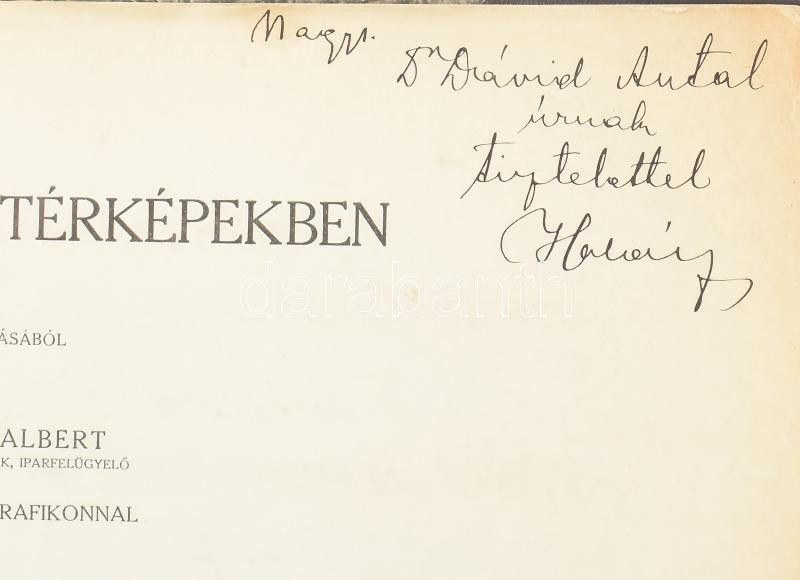 Nagys.
Dr Dávid Antal
úrnak
tisztelettel
TÉRKÉPEKBEN
darabanth
ÁSÁBÓL
ALBERT
K, IPARFELÜGYELŐ
RAFIKONNAL